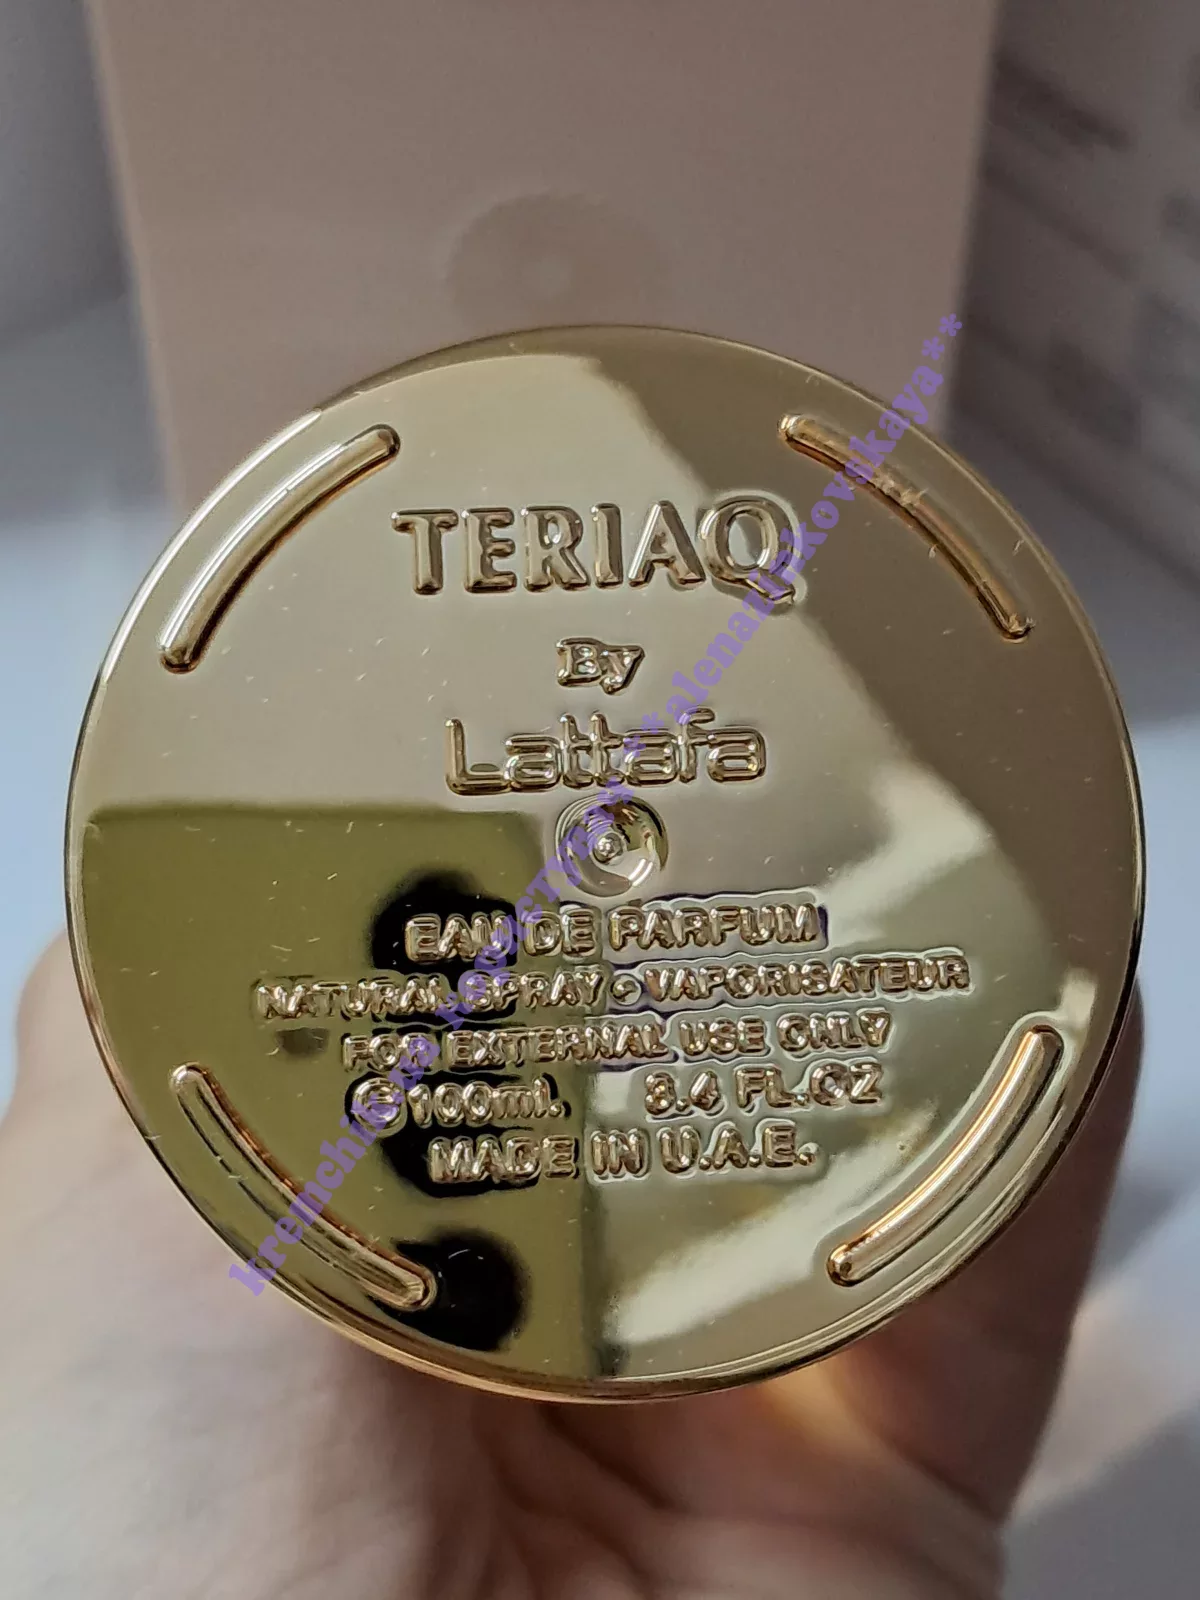 TERIAQ
By
Lattafa
EAU DE PARFUM
NATURAL SPRAY • VAPORISATEUR
FOR EXTERNAL USE ONLY
℮ 100ml. 3.4 FL.OZ
MADE IN U.A.E.